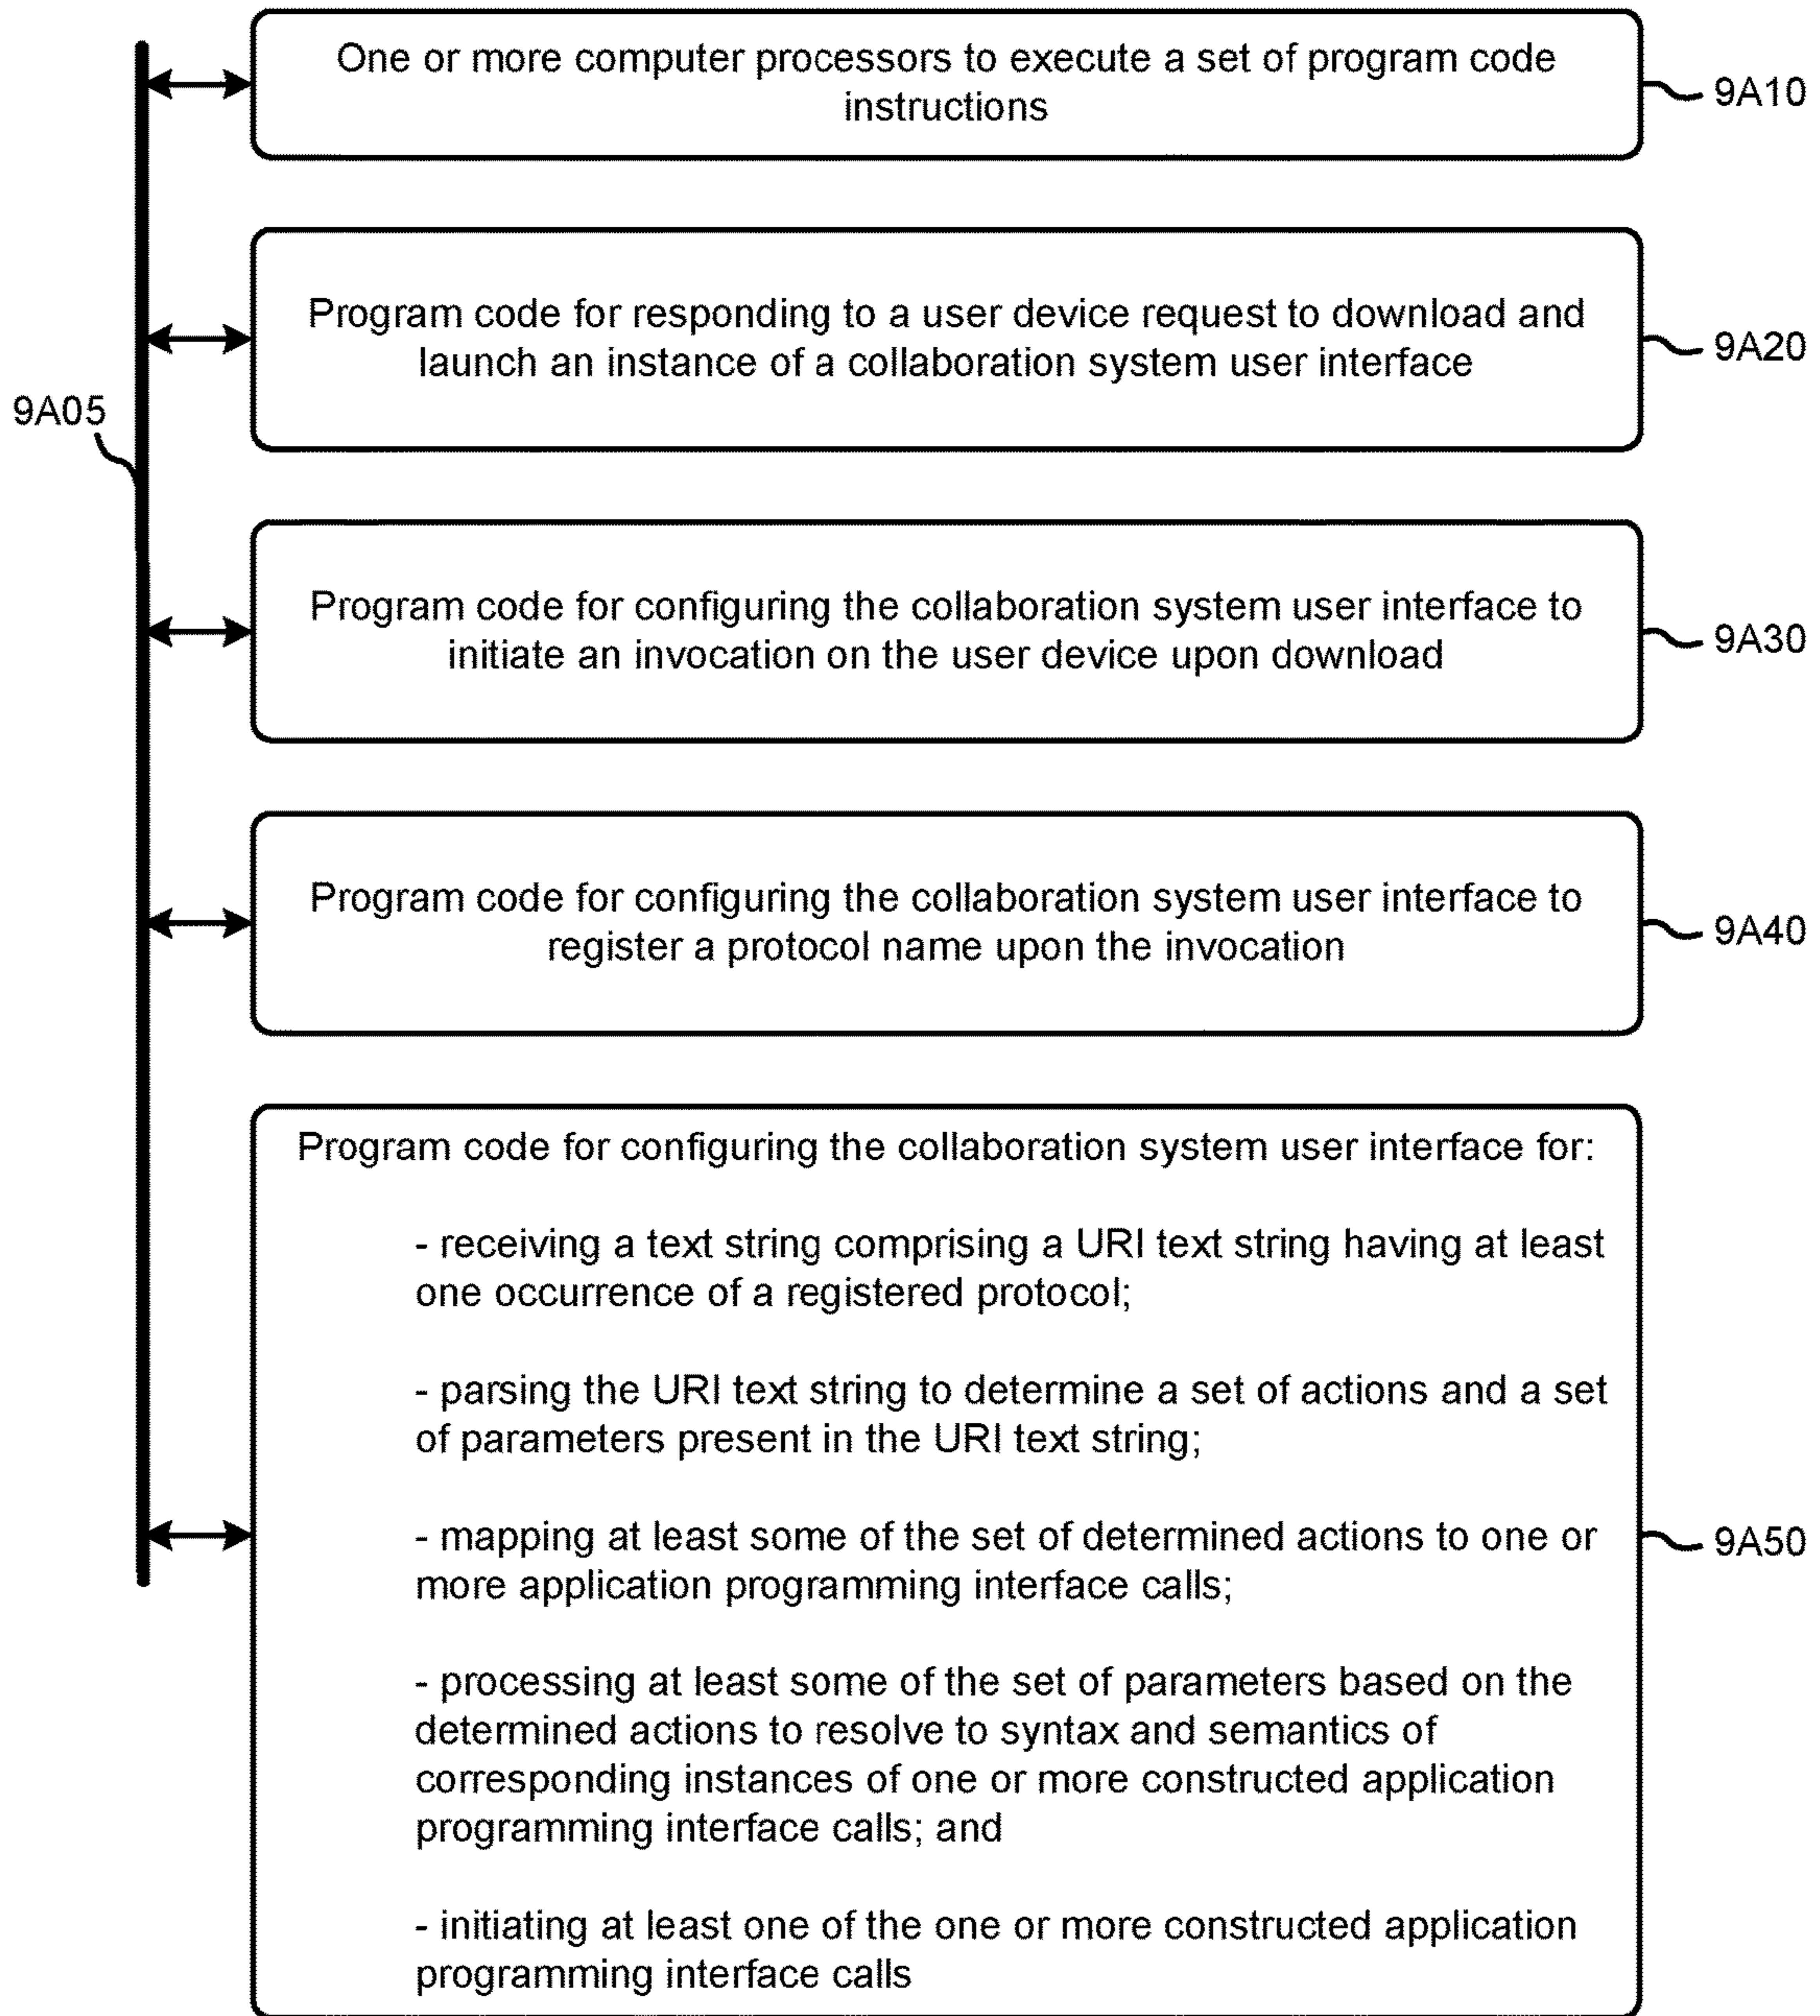 One or more computer processors to execute a set of program code
instructions
9A10
Program code for responding to a user device request to download and
launch an instance of a collaboration system user interface
9A20
9A05
Program code for configuring the collaboration system user interface to
initiate an invocation on the user device upon download
9A30
Program code for configuring the collaboration system user interface to
register a protocol name upon the invocation
9A40
Program code for configuring the collaboration system user interface for:
- receiving a text string comprising a URI text string having at least
one occurrence of a registered protocol;
- parsing the URI text string to determine a set of actions and a set
of parameters present in the URI text string;
- mapping at least some of the set of determined actions to one or
more application programming interface calls;
- processing at least some of the set of parameters based on the
determined actions to resolve to syntax and semantics of
corresponding instances of one or more constructed application
programming interface calls; and
- initiating at least one of the one or more constructed application
programming interface calls
9A50